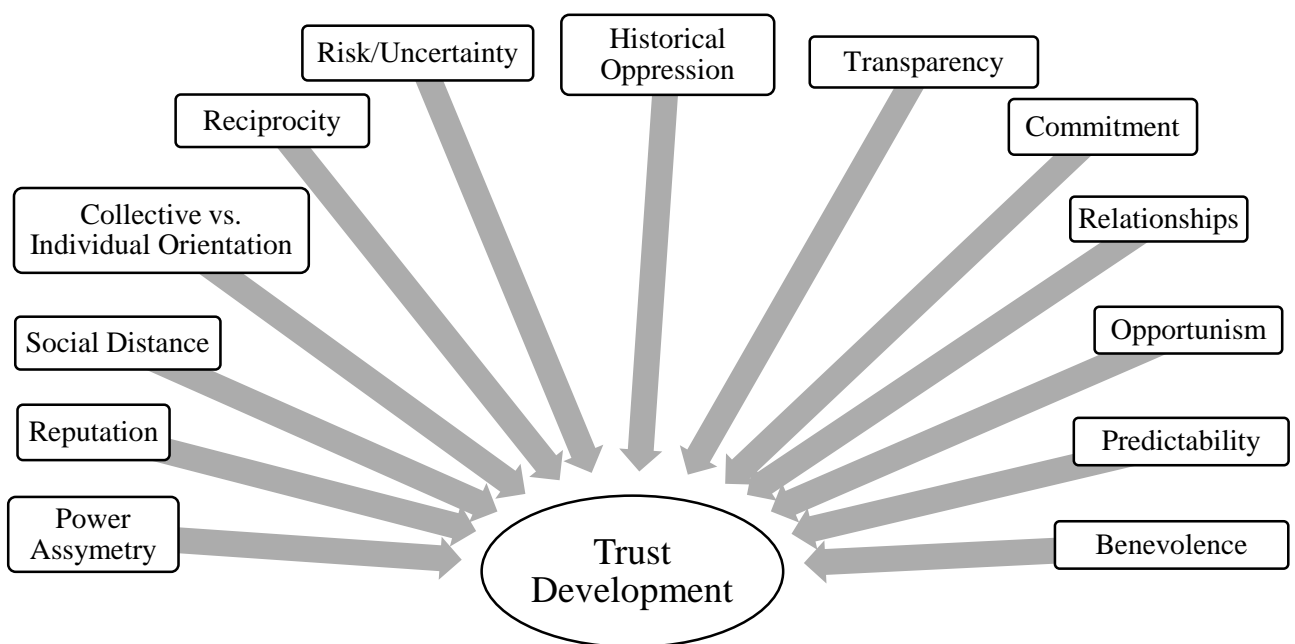 Historical
Oppression
Risk/Uncertainty
Transparency
Reciprocity
Commitment
Collective vs.
Individual Orientation
Relationships
Social Distance
Opportunism
Reputation
Predictability
Power
Assymetry
Benevolence
Trust
Development